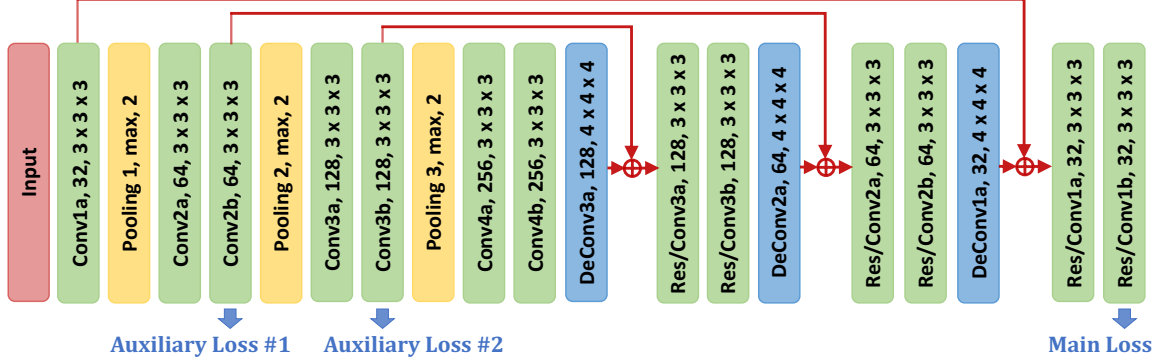 Input
Conv1a, 32, 3 x 3 x 3
Pooling 1, max, 2
Conv2a, 64, 3 x 3 x 3
Conv2b, 64, 3 x 3 x 3
Pooling 2, max, 2
Conv3a, 128, 3 x 3 x 3
Conv3b, 128, 3 x 3 x 3
Pooling 3, max, 2
Conv4a, 256, 3 x 3 x 3
Conv4b, 256, 3 x 3 x 3
DeConv3a, 128, 4 x 4 x 4
Res/Conv3a, 128, 3 x 3 x 3
Res/Conv3b, 128, 3 x 3 x 3
DeConv2a, 64, 4 x 4 x 4
Res/Conv2a, 64, 3 x 3 x 3
Res/Conv2b, 64, 3 x 3 x 3
DeConv1a, 32, 4 x 4 x 4
Res/Conv1a, 32, 3 x 3 x 3
Res/Conv1b, 32, 3 x 3 x 3
Auxiliary Loss #1
Auxiliary Loss #2
Main Loss